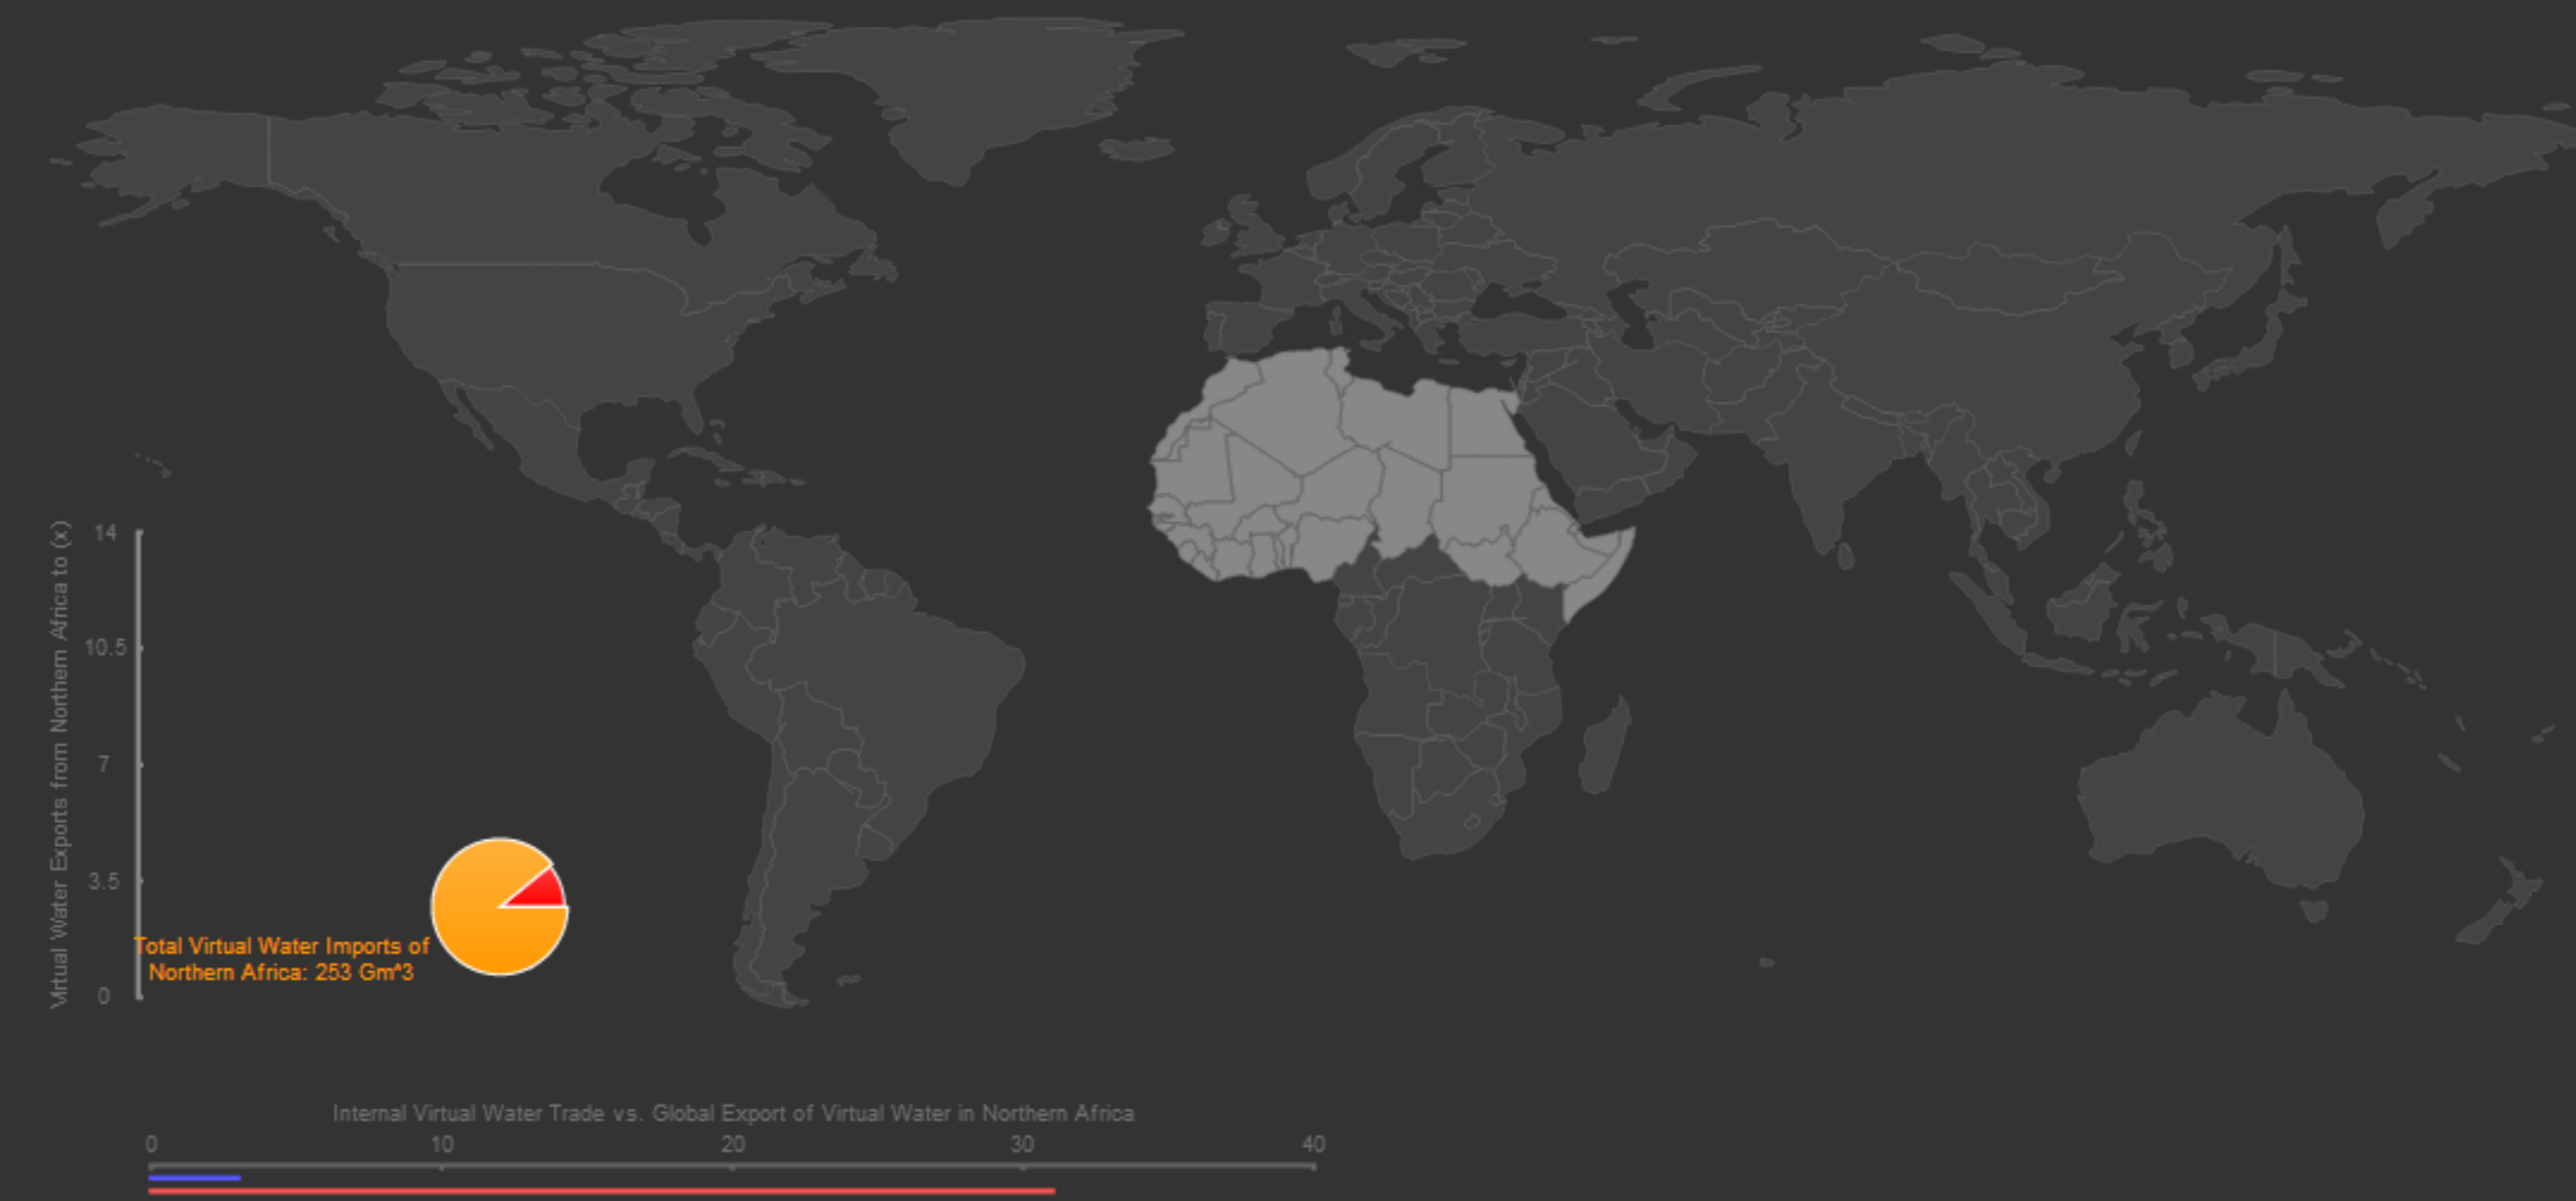 Virtual Water Exports from Northern Africa to (x)
14
10.5
7
3.5
0
Total Virtual Water Imports of
Northern Africa: 253 Gm^3
Internal Virtual Water Trade vs. Global Export of Virtual Water in Northern Africa
0 10 20 30 40